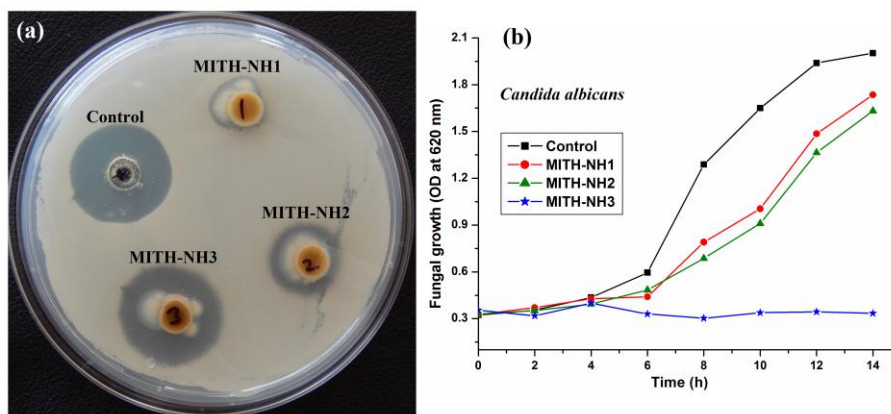 (a)
MITH-NH1
1
Control
MITH-NH2
2
MITH-NH3
3
(b)
Candida albicans
Control
MITH-NH1
MITH-NH2
MITH-NH3
Fungal growth (OD at 620 nm)
2.1
1.8
1.5
1.2
0.9
0.6
0.3
0 2 4 6 8 10 12 14
Time (h)